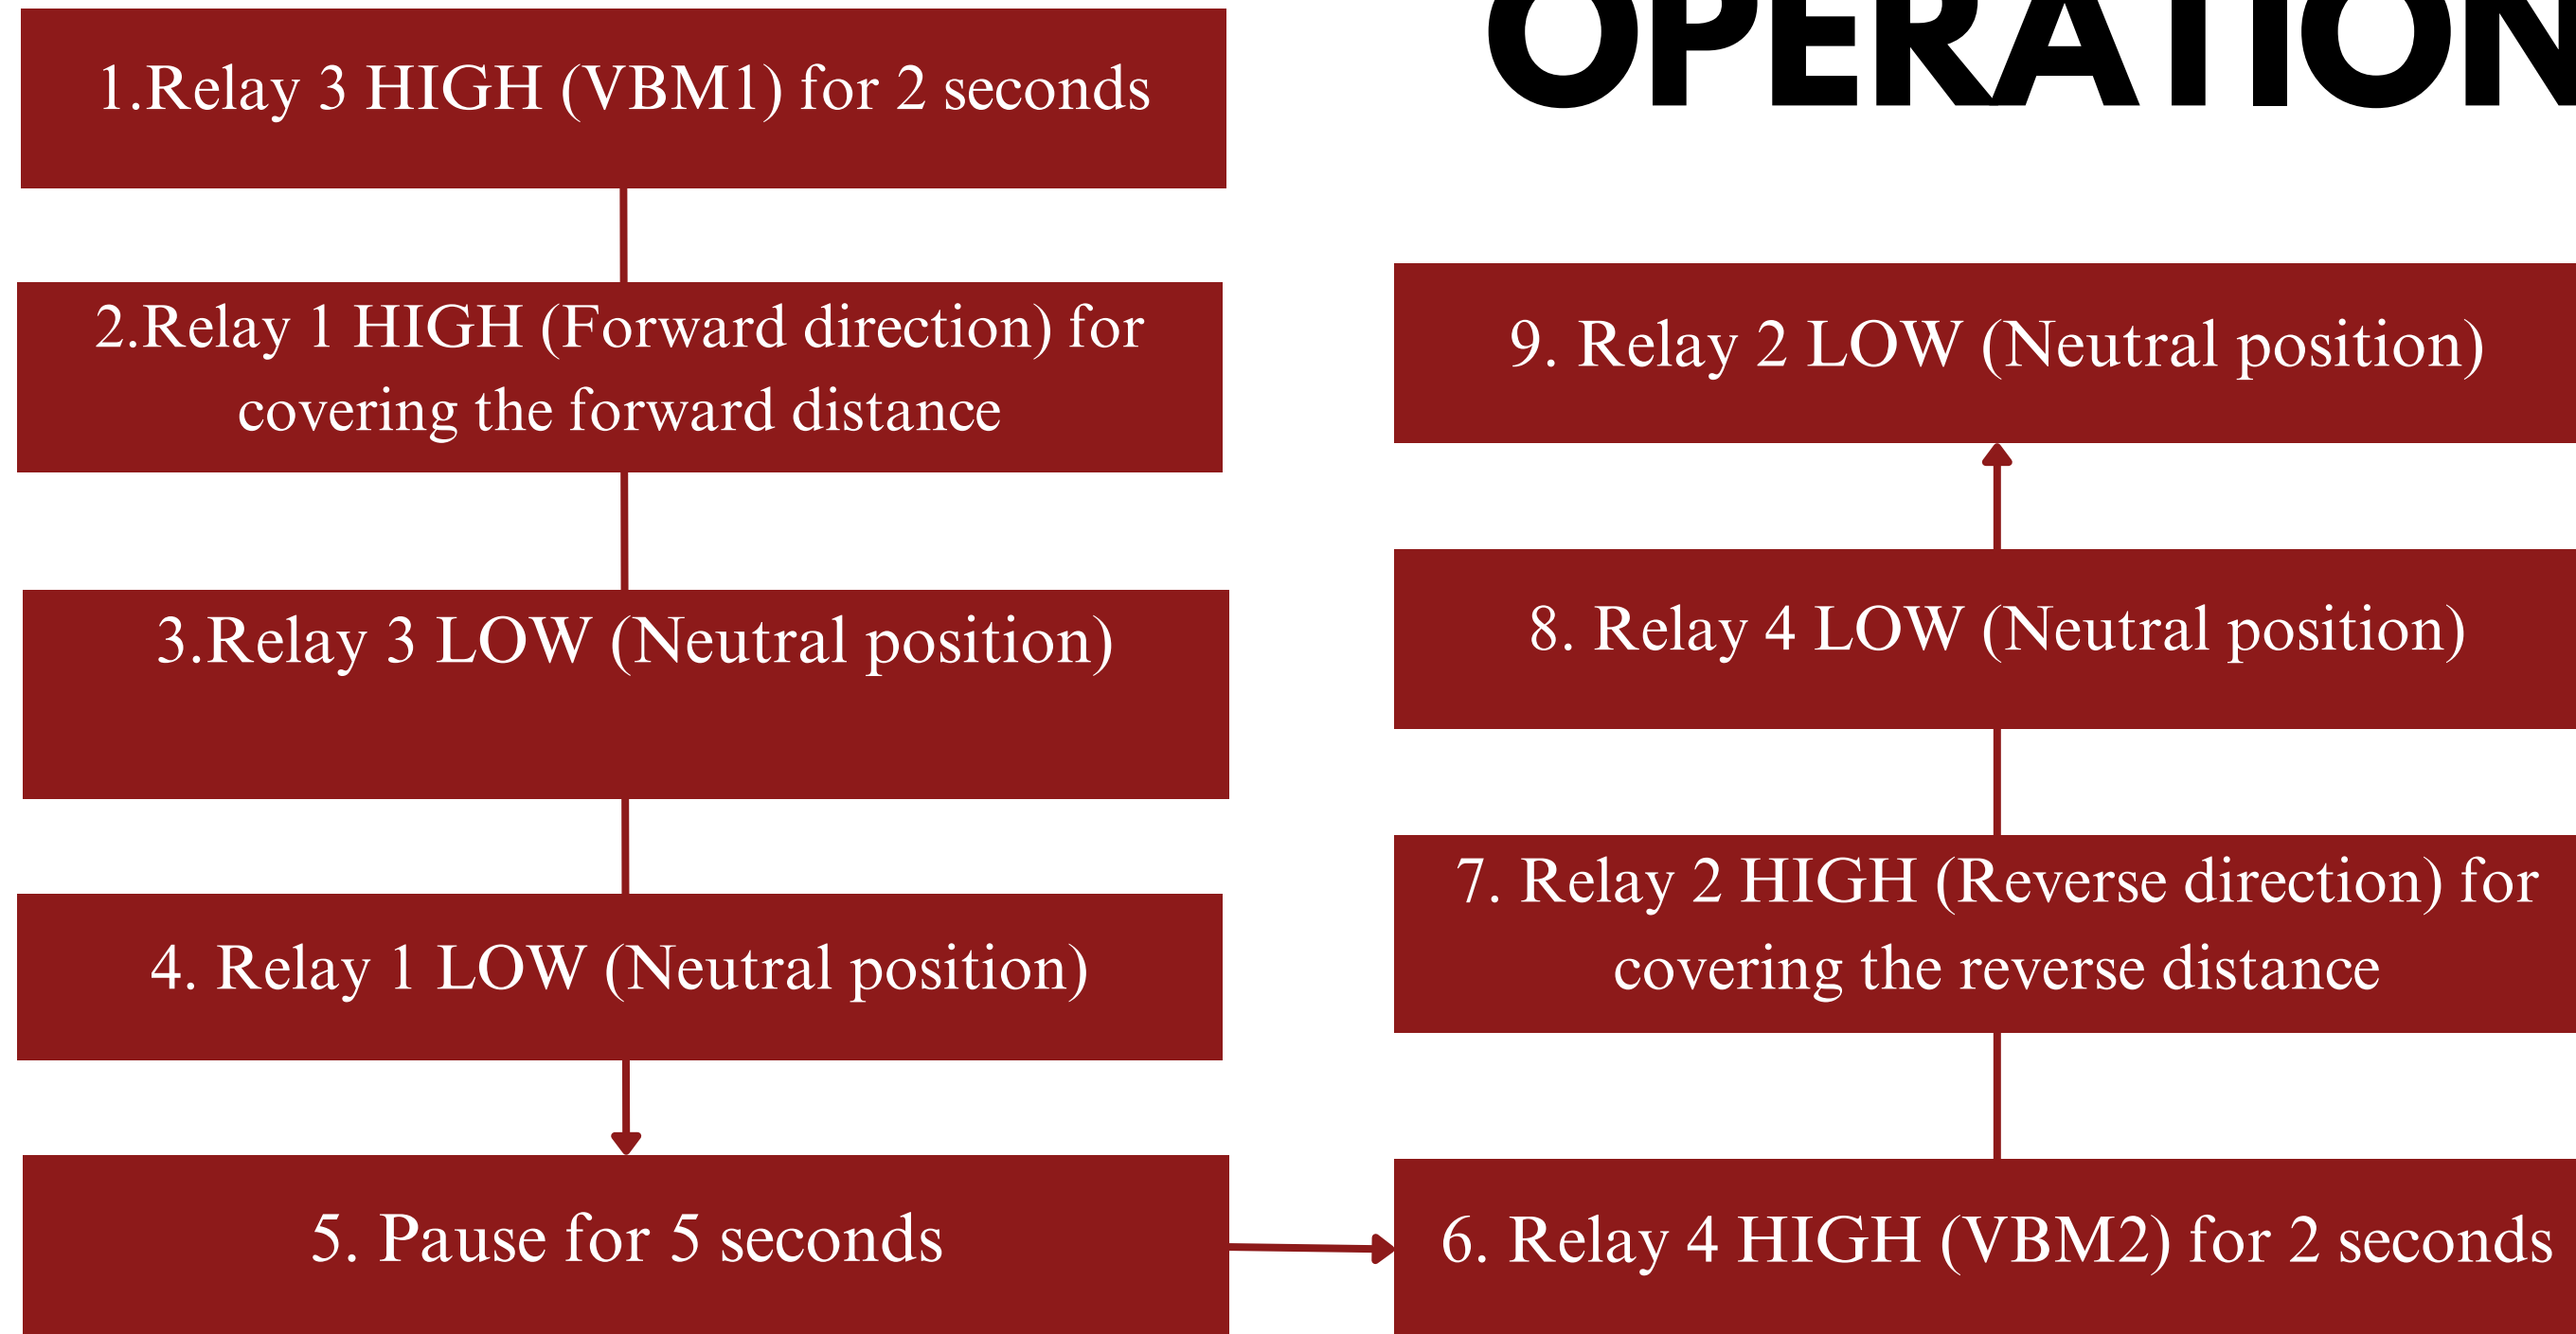 OPERATION
1.Relay 3 HIGH (VBM1) for 2 seconds
2.Relay 1 HIGH (Forward direction) for
covering the forward distance
3.Relay 3 LOW (Neutral position)
4. Relay 1 LOW (Neutral position)
5. Pause for 5 seconds
6. Relay 4 HIGH (VBM2) for 2 seconds
7. Relay 2 HIGH (Reverse direction) for
covering the reverse distance
8. Relay 4 LOW (Neutral position)
9. Relay 2 LOW (Neutral position)